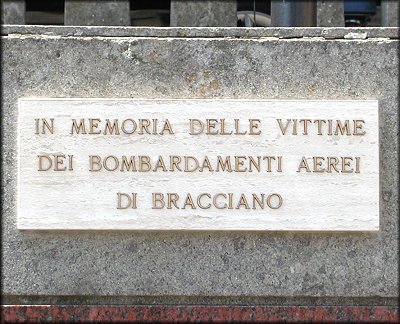 IN MEMORIA DELLE VITTIME
DEI BOMBARDAMENTI AEREI
DI BRACCIANO